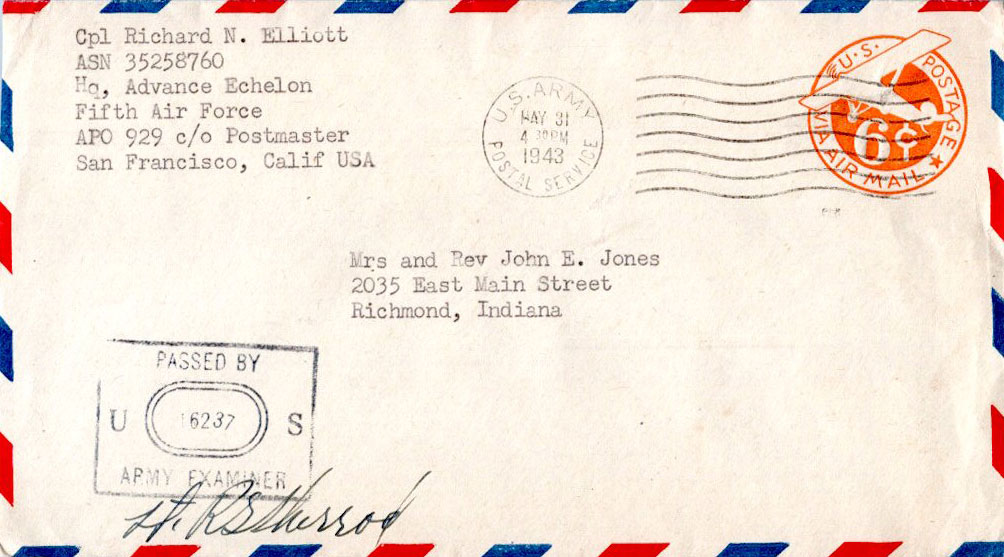 Cpl Richard N. Elliott
ASN 35258760
Hq, Advance Echelon
Fifth Air Force
APO 929 c/o Postmaster
San Francisco, Calif USA
U.S. ARMY
MAY 31
4 30 PM
1943
POSTAL SERVICE
U.S. POSTAGE
6¢
VIA AIR MAIL
Mrs and Rev John E. Jones
2035 East Main Street
Richmond, Indiana
PASSED BY
U 16237 S
ARMY EXAMINER
Lt. R S Sherrod